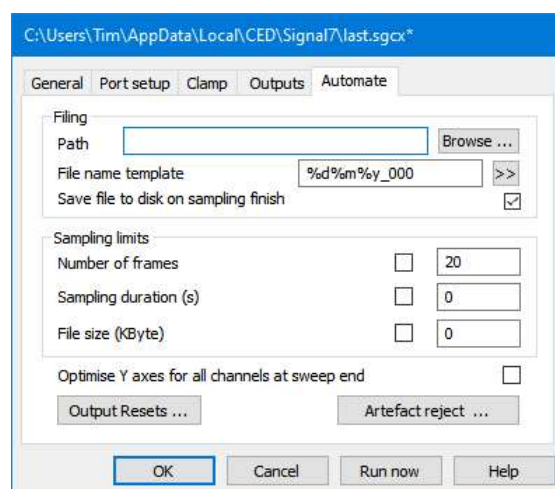 C:\Users\Tim\AppData\Local\CED\Signal7\last.sgcx*
General Port setup Clamp Outputs Automate
Filing
Path Browse ...
File name template %d%m%y_000 >>
Save file to disk on sampling finish
Sampling limits
Number of frames 20
Sampling duration (s) 0
File size (KByte) 0
Optimise Y axes for all channels at sweep end
Output Resets ... Artefact reject ...
OK Cancel Run now Help